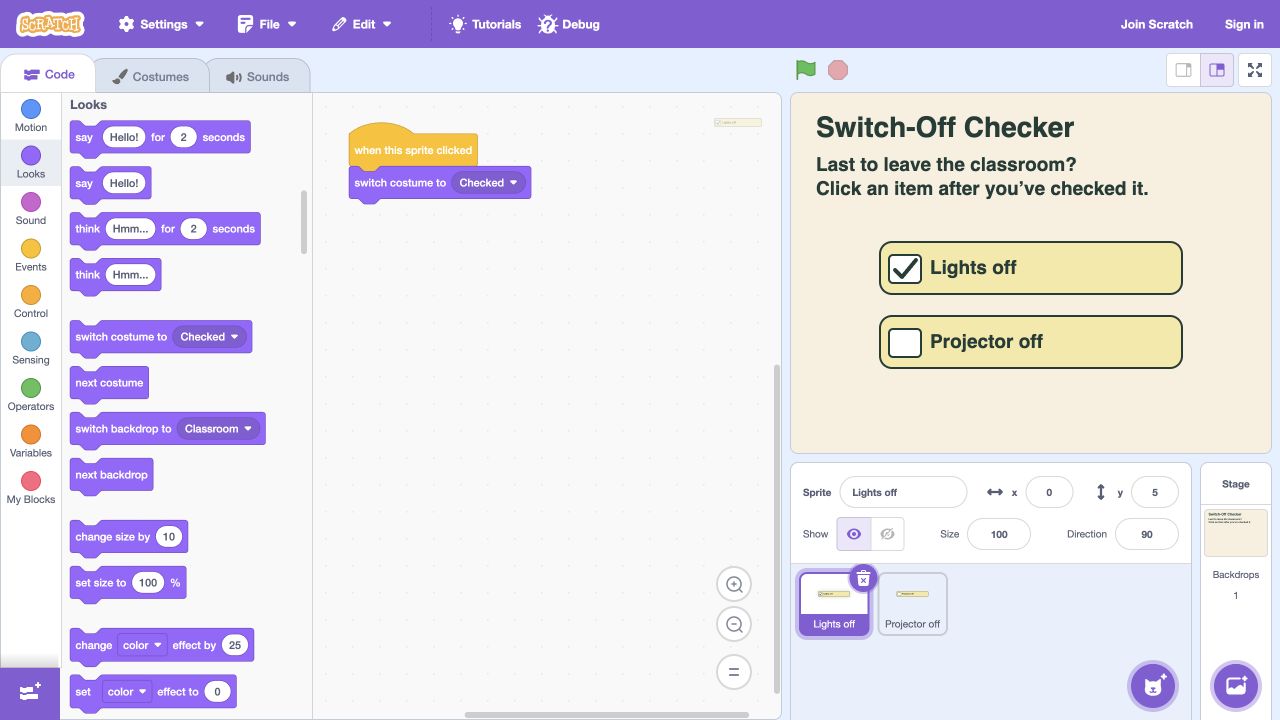 SCRATCH
Settings
File
Edit
Tutorials
Debug
Join Scratch
Sign in
Code
Costumes
Sounds
Motion
Looks
Sound
Events
Control
Sensing
Operators
Variables
My Blocks
Looks
say Hello! for 2 seconds
say Hello!
think Hmm... for 2 seconds
think Hmm...
switch costume to Checked
next costume
switch backdrop to Classroom
next backdrop
change size by 10
set size to 100 %
change color effect by 25
set color effect to 0
when this sprite clicked
switch costume to Checked
Switch-Off Checker
Last to leave the classroom?
Click an item after you’ve checked it.
Lights off
Projector off
Sprite Lights off x 0 y 5
Show Size 100 Direction 90
Lights off
Projector off
Stage
Switch-Off Checker
Backdrops
1